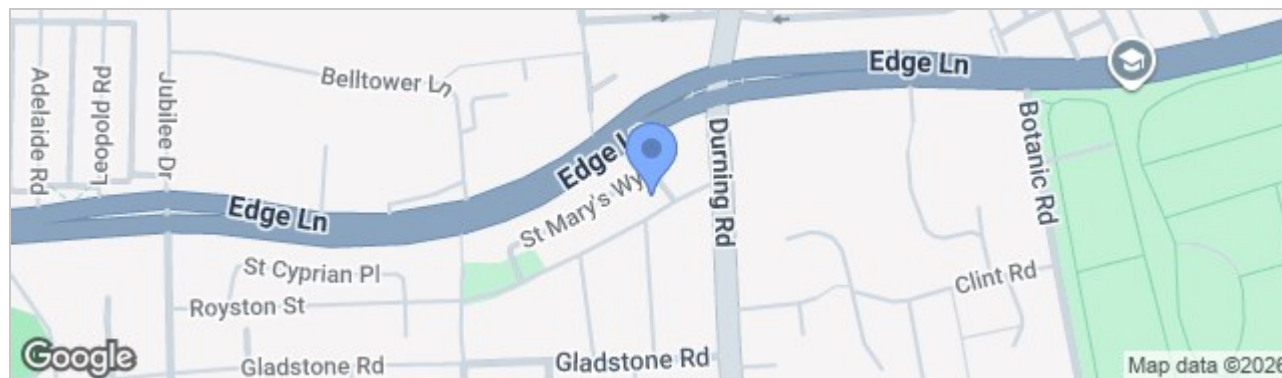 Adelaide Rd
Leopold Rd
Jubilee Dr
Belltower Ln
Edge Ln
Edge Ln
Edge Ln
St Mary's Wy
Durning Rd
Botanic Rd
St Cyprian Pl
Royston St
Clint Rd
Gladstone Rd
Gladstone Rd
Google
Map data ©2026